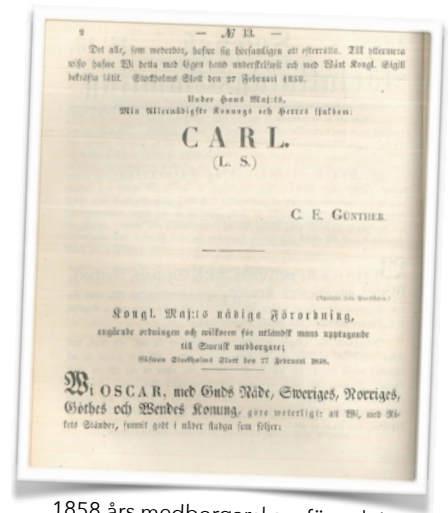 2
— № 13. —
Det alle, som wederbör, hafwe sig hörsamligen att efterrätta. Till yttermera
wisso hafwe Wi detta med Egen hand underskrifwit och med Wårt Kongl. Sigill
bekräfta låtit. Stockholms Slott den 27 Februari 1858.
Under Hans Maj:ts,
Min Allernådigste Konungs och Herres sjukdom:
CARL.
(L. S.)
C. E. GÜNTHER.
Kongl. Maj:ts nådiga Förordning,
angående ordningen och wilkoren för utländsk mans upptagande
till Swensk medborgare;
Gifwen Stockholms Slott den 27 Februari 1858.
Wi OSCAR, med Guds Nåde, Sweriges, Norriges,
Göthes och Wendes Konung, göre weterligt: att Wi, med Ri-
kets Ständer, funnit godt i nåder stadga som följer:
1858 års